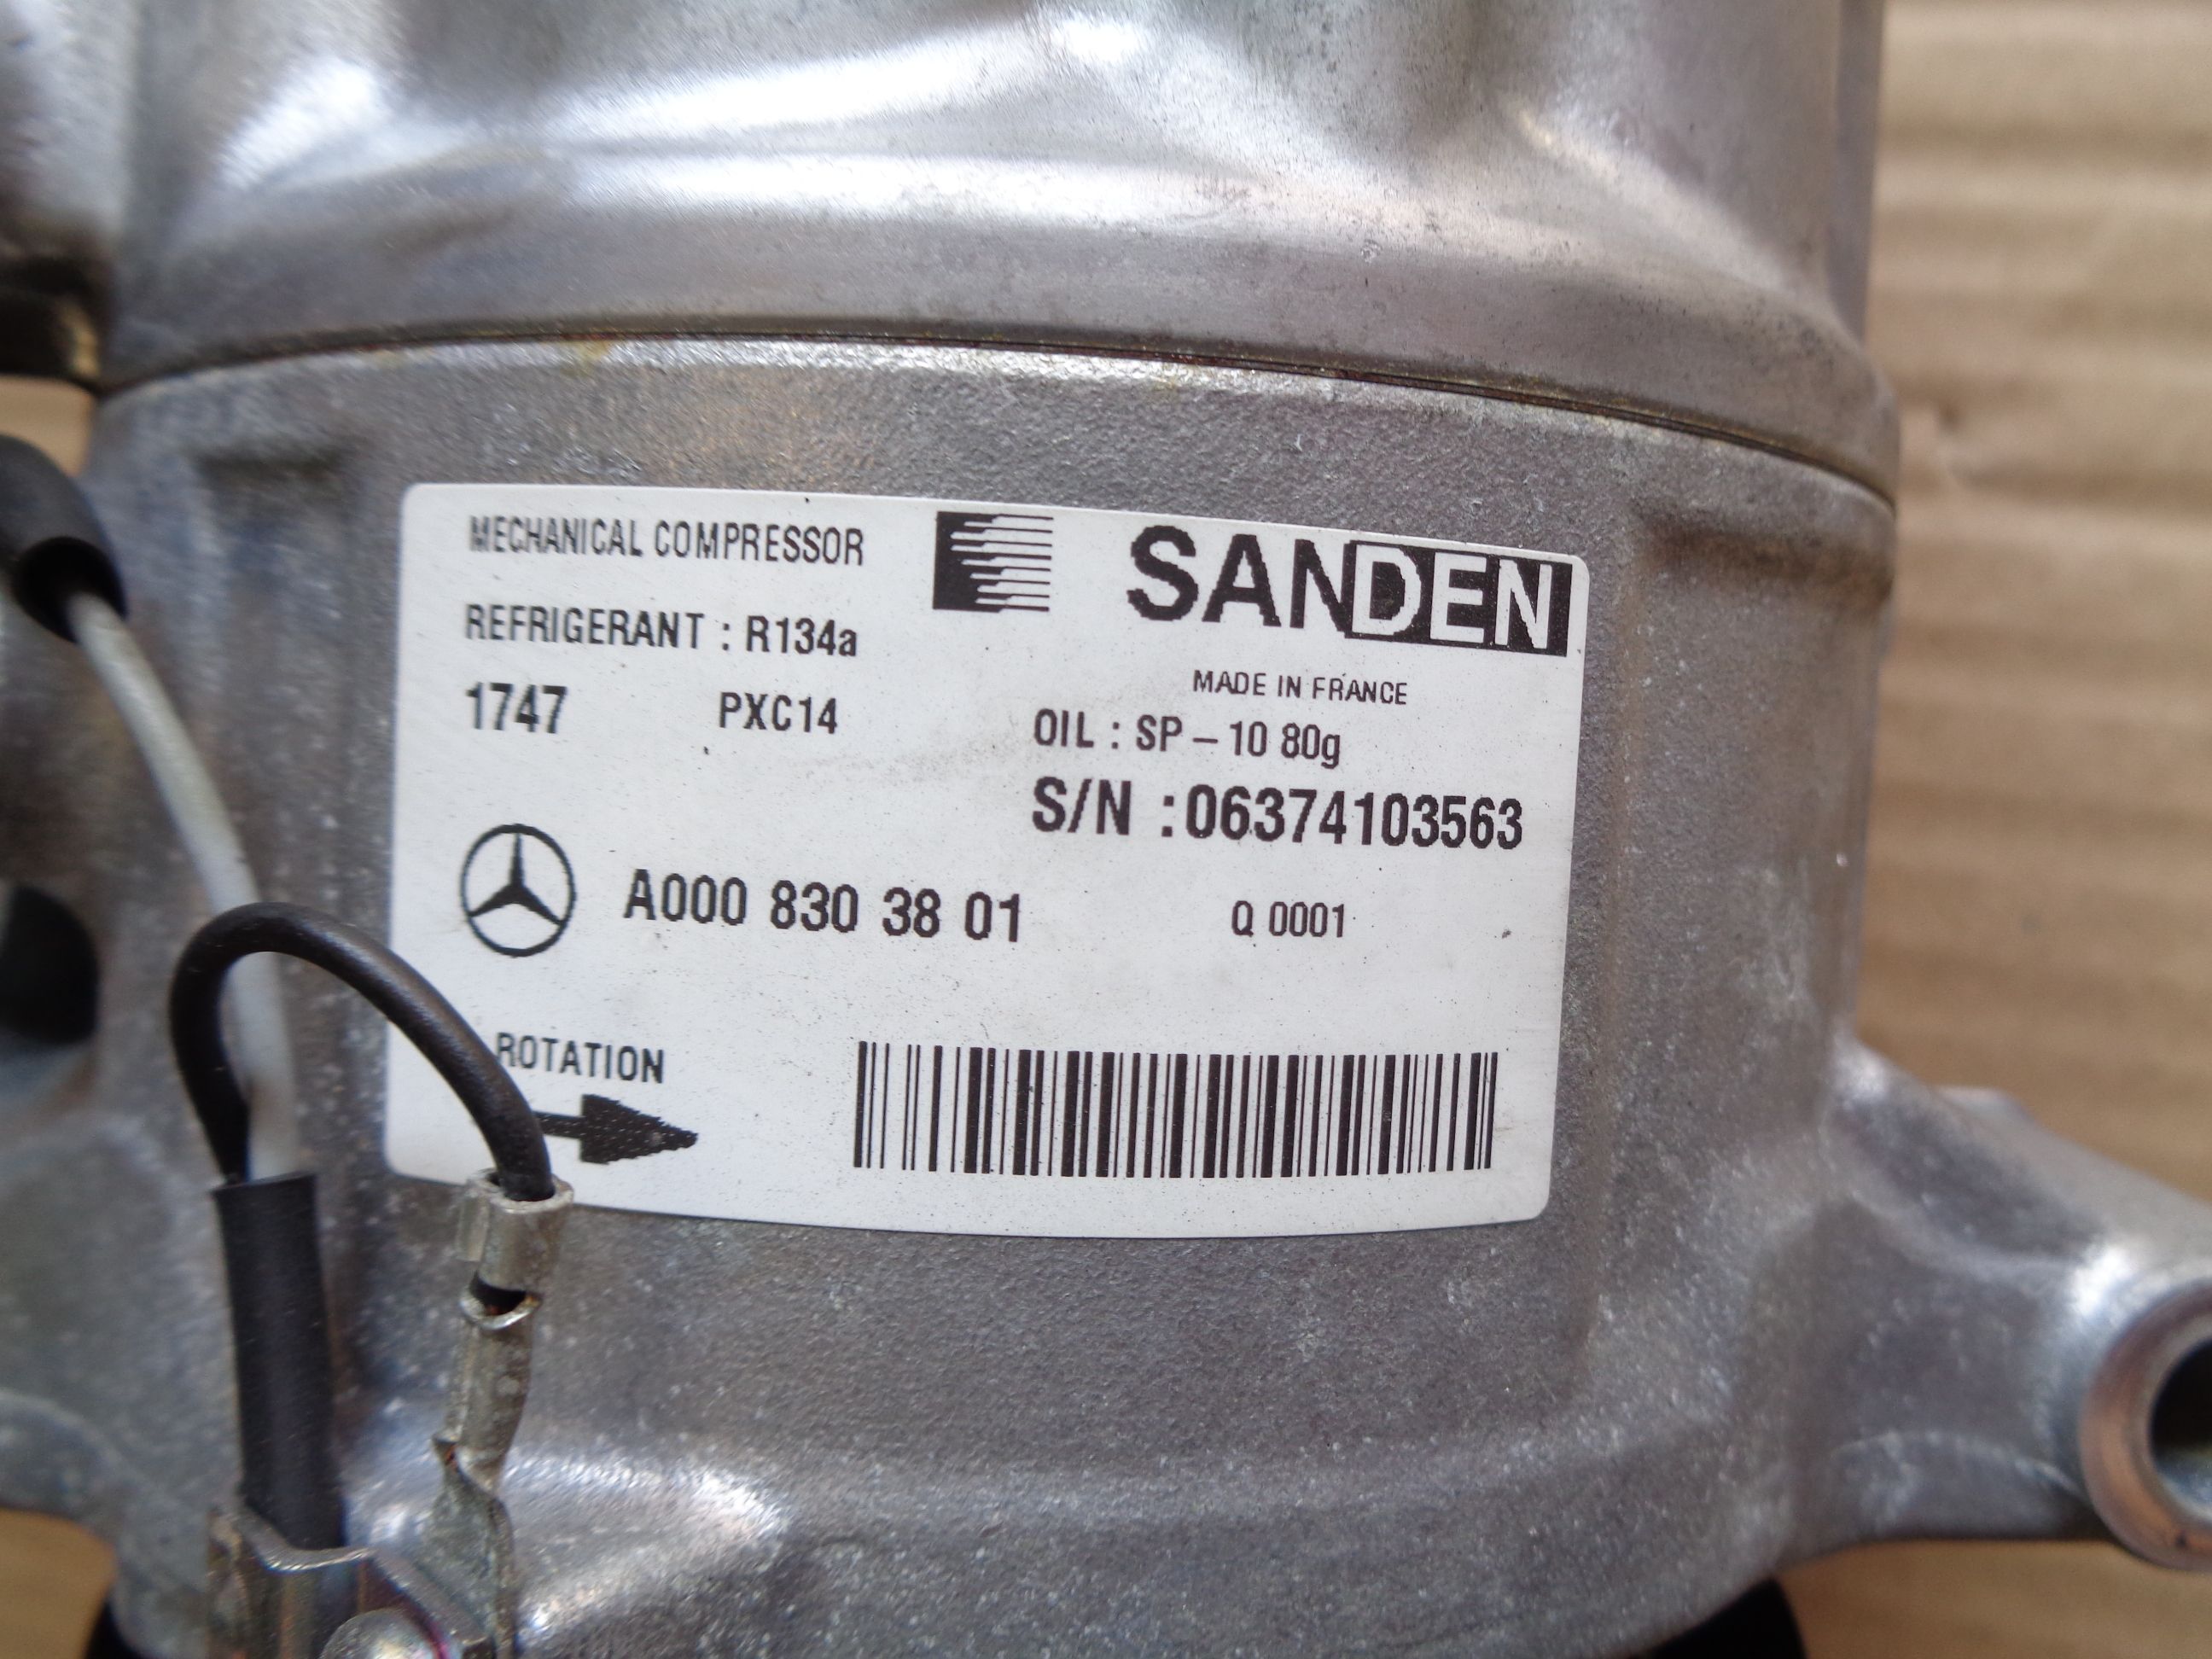 MECHANICAL COMPRESSOR
SANDEN
REFRIGERANT : R134a
MADE IN FRANCE
1747 PXC14
OIL : SP – 10 80g
S/N : 06374103563
A000 830 38 01 Q 0001
ROTATION